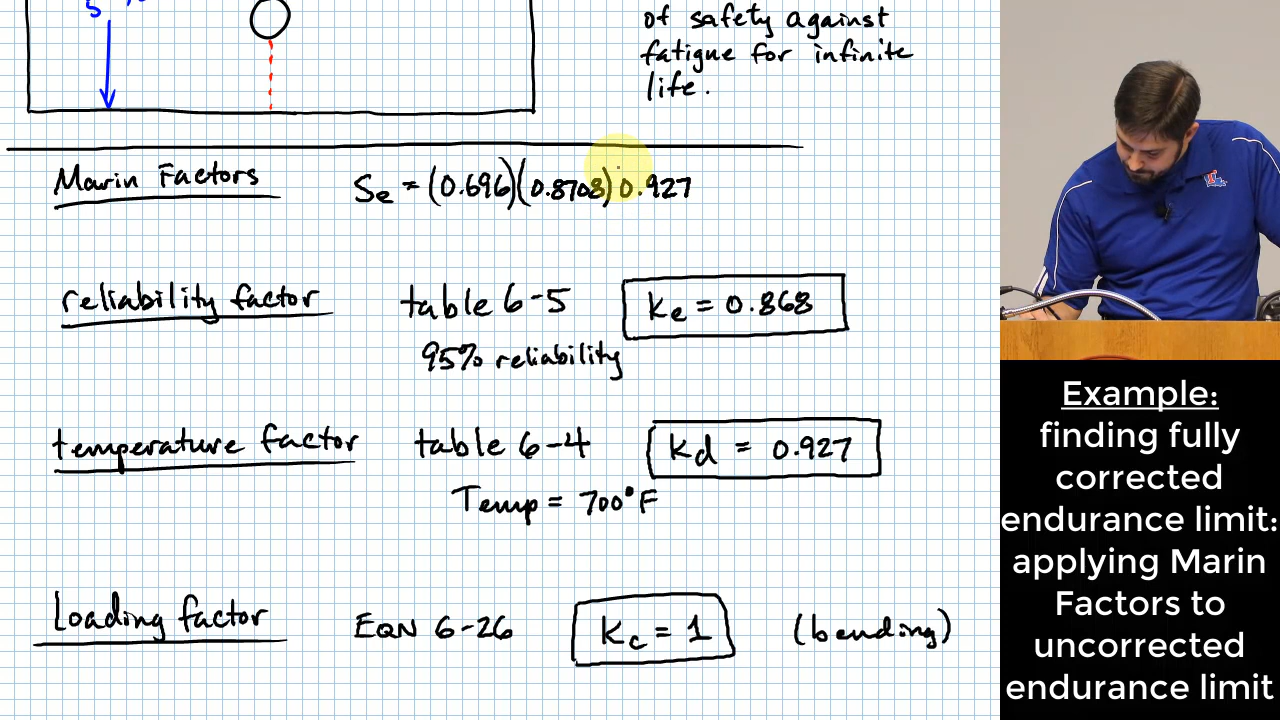 5
of safety against
fatigue for infinite
life.
Marin Factors Se = (0.696)(0.8708)0.927
reliability factor table 6-5 ke = 0.868
95% reliability
temperature factor table 6-4 kd = 0.927
Temp = 700°F
Loading factor EQN 6-26 Kc = 1 (bending)
Example:
finding fully
corrected
endurance limit:
applying Marin
Factors to
uncorrected
endurance limit